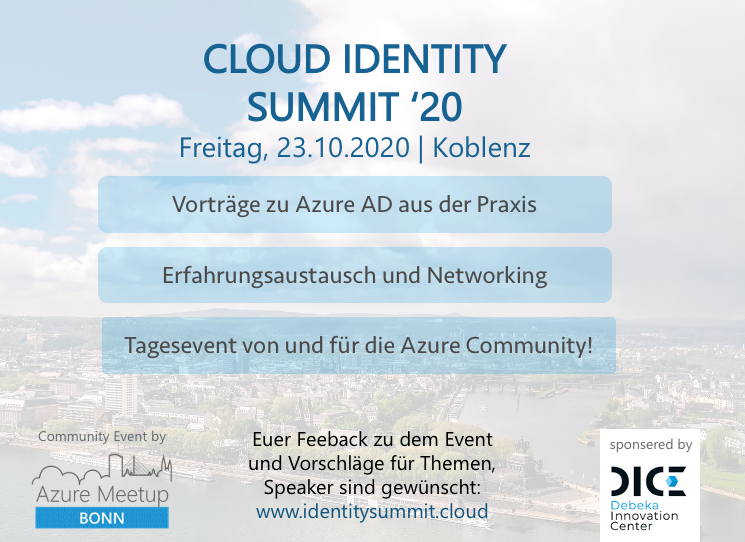 CLOUD IDENTITY
SUMMIT ‘20
Freitag, 23.10.2020 | Koblenz
Vorträge zu Azure AD aus der Praxis
Erfahrungsaustausch und Networking
Tagesevent von und für die Azure Community!
Community Event by
Azure Meetup
BONN
Euer Feeback zu dem Event
und Vorschläge für Themen,
Speaker sind gewünscht:
www.identitysummit.cloud
sponsered by
DICE
Debeka
Innovation
Center